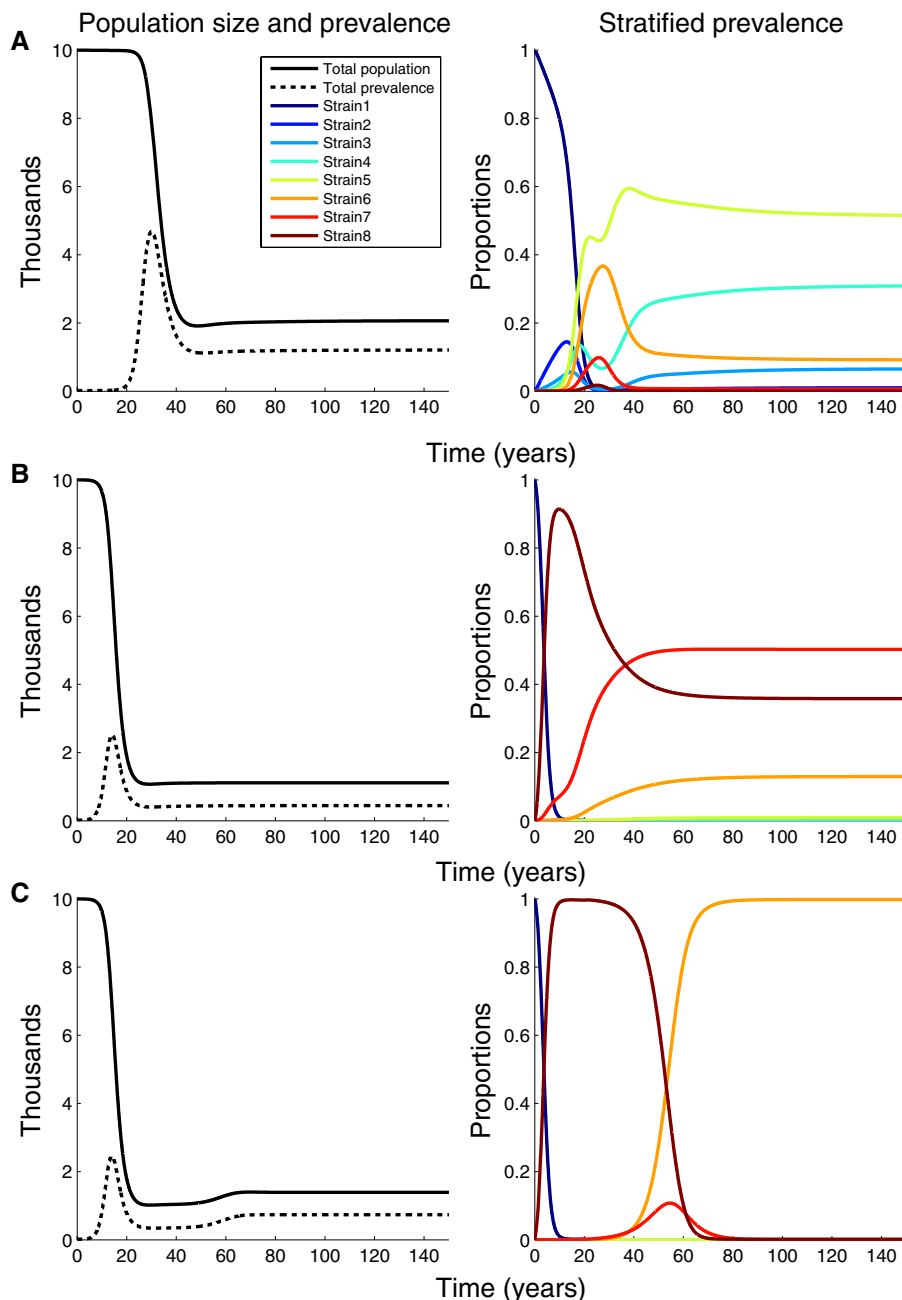 Population size and prevalence
Stratified prevalence
A
10
8
6
4
2
0
Thousands
0 20 40 60 80 100 120 140
Total population
Total prevalence
Strain1
Strain2
Strain3
Strain4
Strain5
Strain6
Strain7
Strain8
1
0.8
0.6
0.4
0.2
0
Proportions
0 20 40 60 80 100 120 140
Time (years)
B
10
8
6
4
2
0
Thousands
0 20 40 60 80 100 120 140
1
0.8
0.6
0.4
0.2
0
Proportions
0 20 40 60 80 100 120 140
Time (years)
C
10
8
6
4
2
0
Thousands
0 20 40 60 80 100 120 140
1
0.8
0.6
0.4
0.2
0
Proportions
0 20 40 60 80 100 120 140
Time (years)